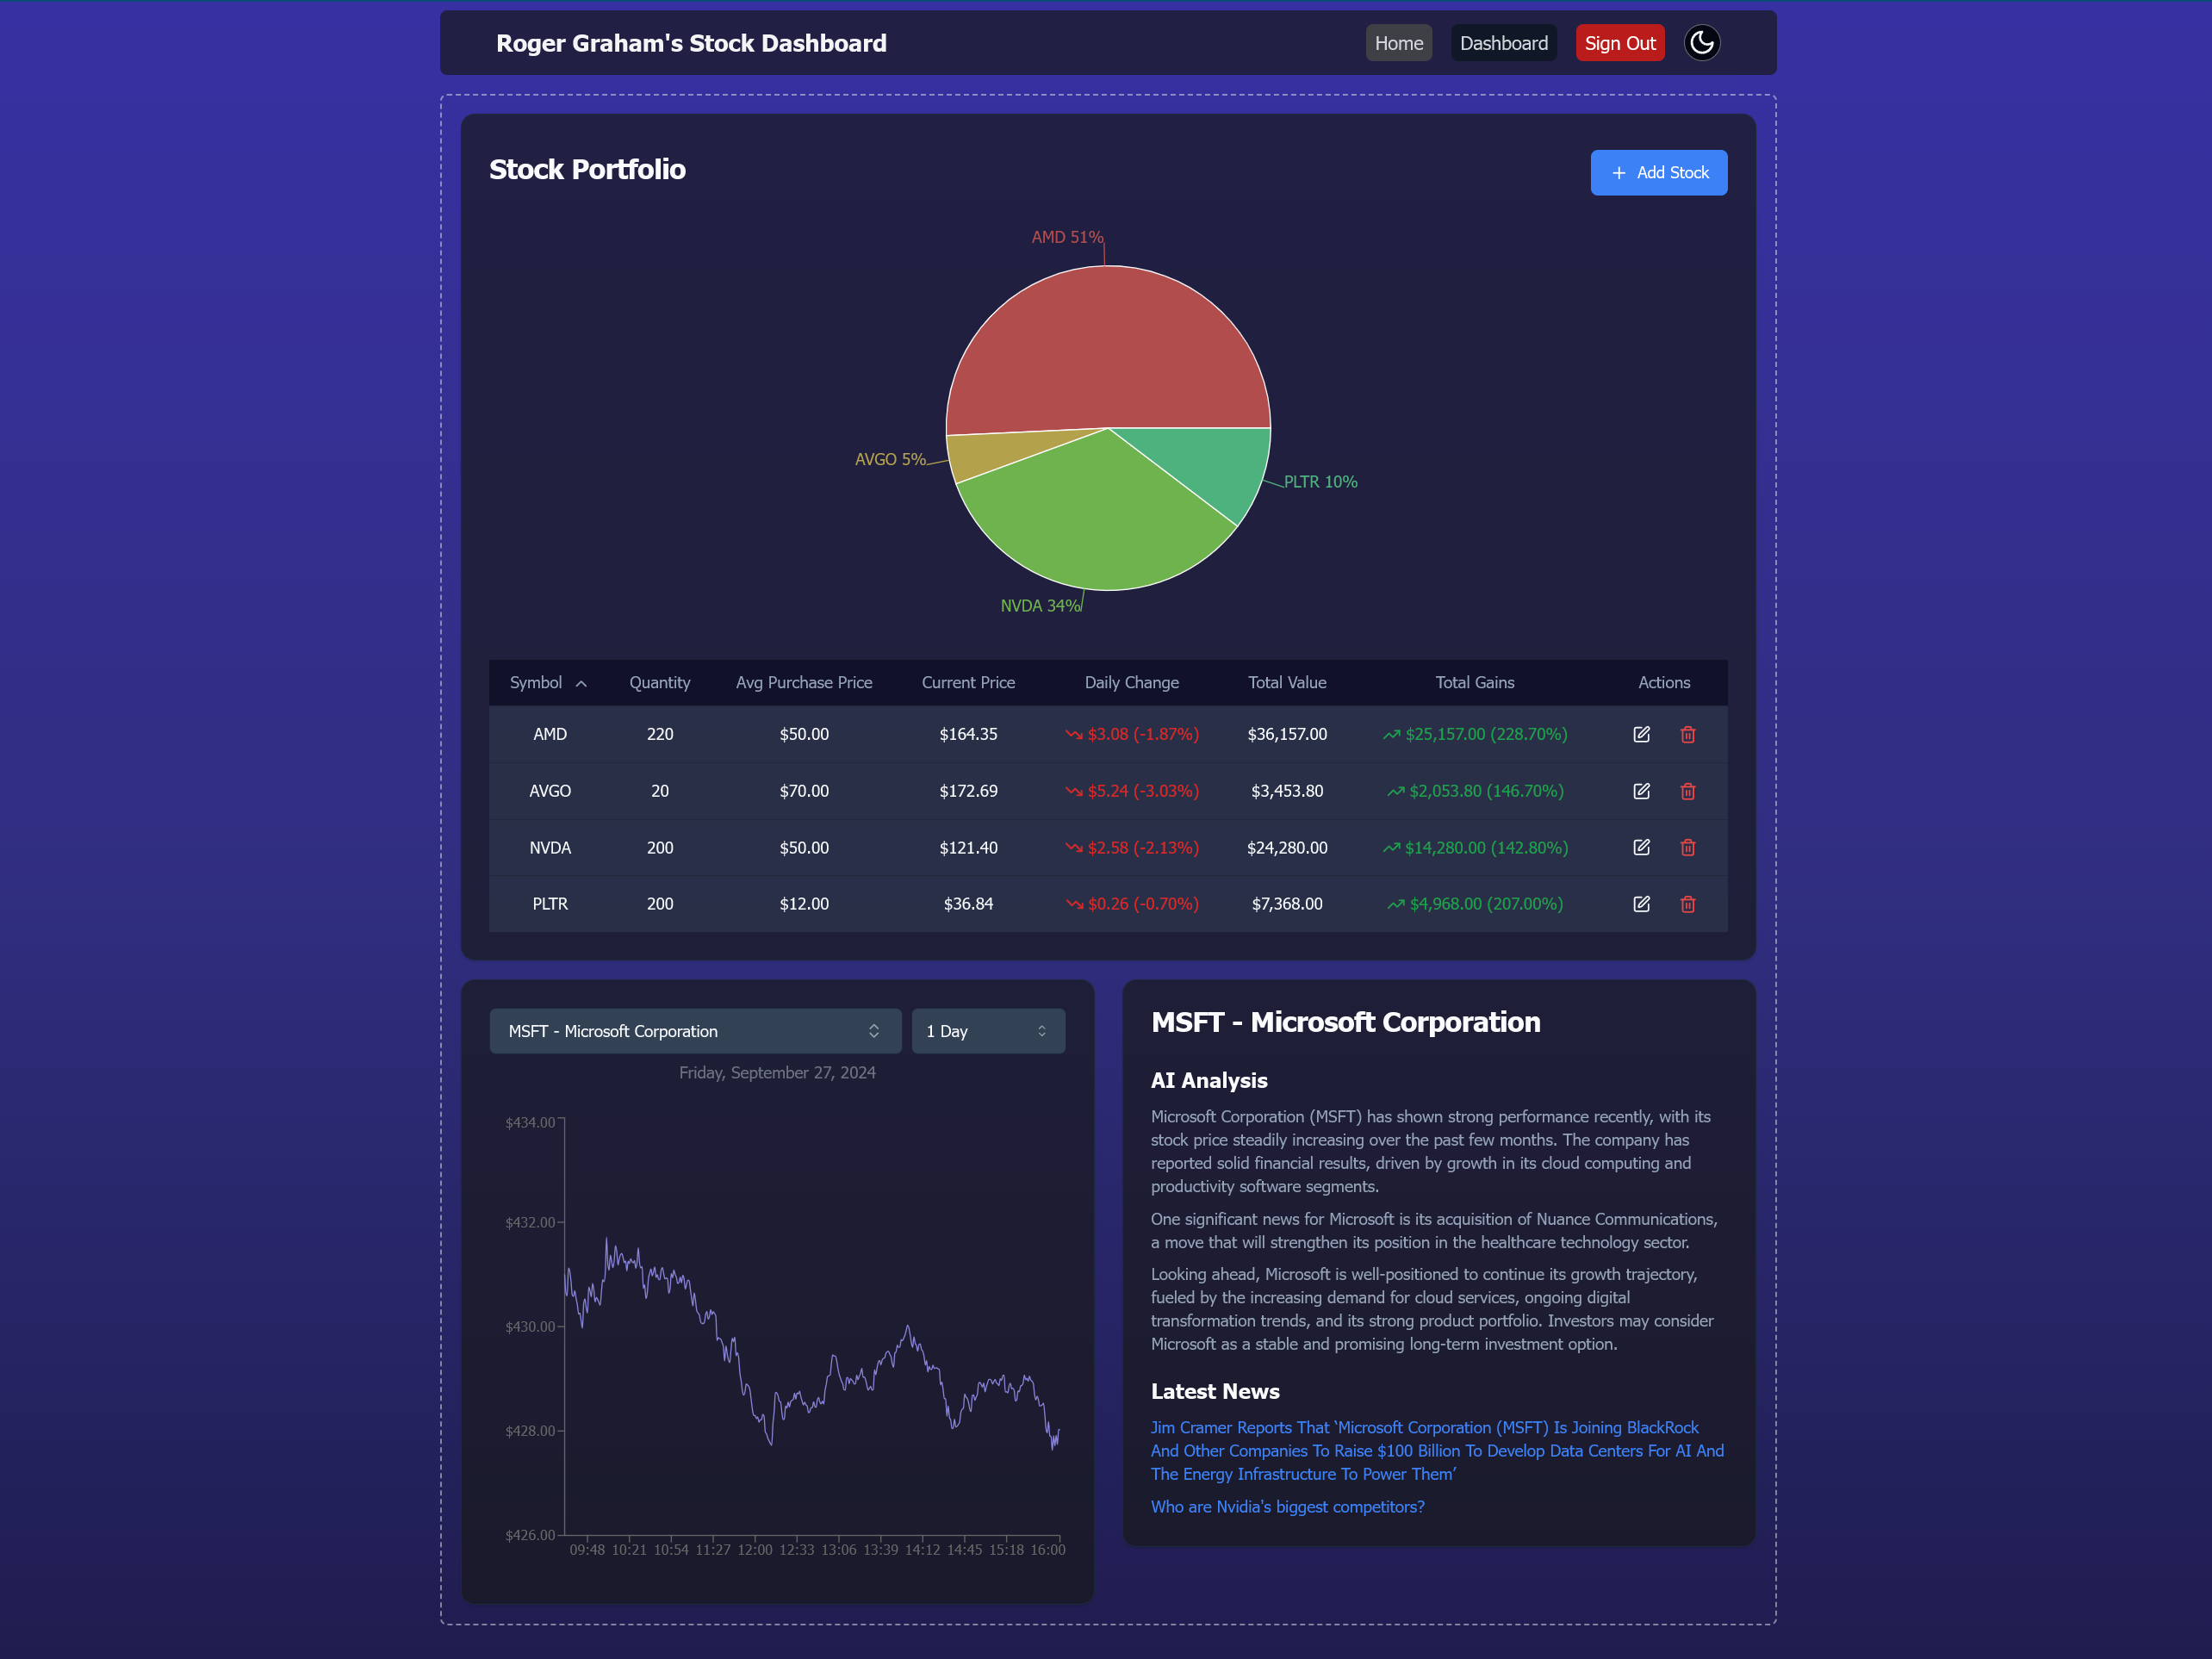 Roger Graham's Stock Dashboard
Home
Dashboard
Sign Out
Stock Portfolio
+ Add Stock
AMD 51%
AVGO 5%
PLTR 10%
NVDA 34%
Symbol Quantity Avg Purchase Price Current Price Daily Change Total Value Total Gains Actions
AMD 220 $50.00 $164.35 $3.08 (-1.87%) $36,157.00 $25,157.00 (228.70%)
AVGO 20 $70.00 $172.69 $5.24 (-3.03%) $3,453.80 $2,053.80 (146.70%)
NVDA 200 $50.00 $121.40 $2.58 (-2.13%) $24,280.00 $14,280.00 (142.80%)
PLTR 200 $12.00 $36.84 $0.26 (-0.70%) $7,368.00 $4,968.00 (207.00%)
MSFT - Microsoft Corporation
1 Day
Friday, September 27, 2024
$434.00
$432.00
$430.00
$428.00
$426.00
09:48 10:21 10:54 11:27 12:00 12:33 13:06 13:39 14:12 14:45 15:18 16:00
MSFT - Microsoft Corporation
AI Analysis
Microsoft Corporation (MSFT) has shown strong performance recently, with its
stock price steadily increasing over the past few months. The company has
reported solid financial results, driven by growth in its cloud computing and
productivity software segments.
One significant news for Microsoft is its acquisition of Nuance Communications,
a move that will strengthen its position in the healthcare technology sector.
Looking ahead, Microsoft is well-positioned to continue its growth trajectory,
fueled by the increasing demand for cloud services, ongoing digital
transformation trends, and its strong product portfolio. Investors may consider
Microsoft as a stable and promising long-term investment option.
Latest News
Jim Cramer Reports That ‘Microsoft Corporation (MSFT) Is Joining BlackRock
And Other Companies To Raise $100 Billion To Develop Data Centers For AI And
The Energy Infrastructure To Power Them’
Who are Nvidia's biggest competitors?